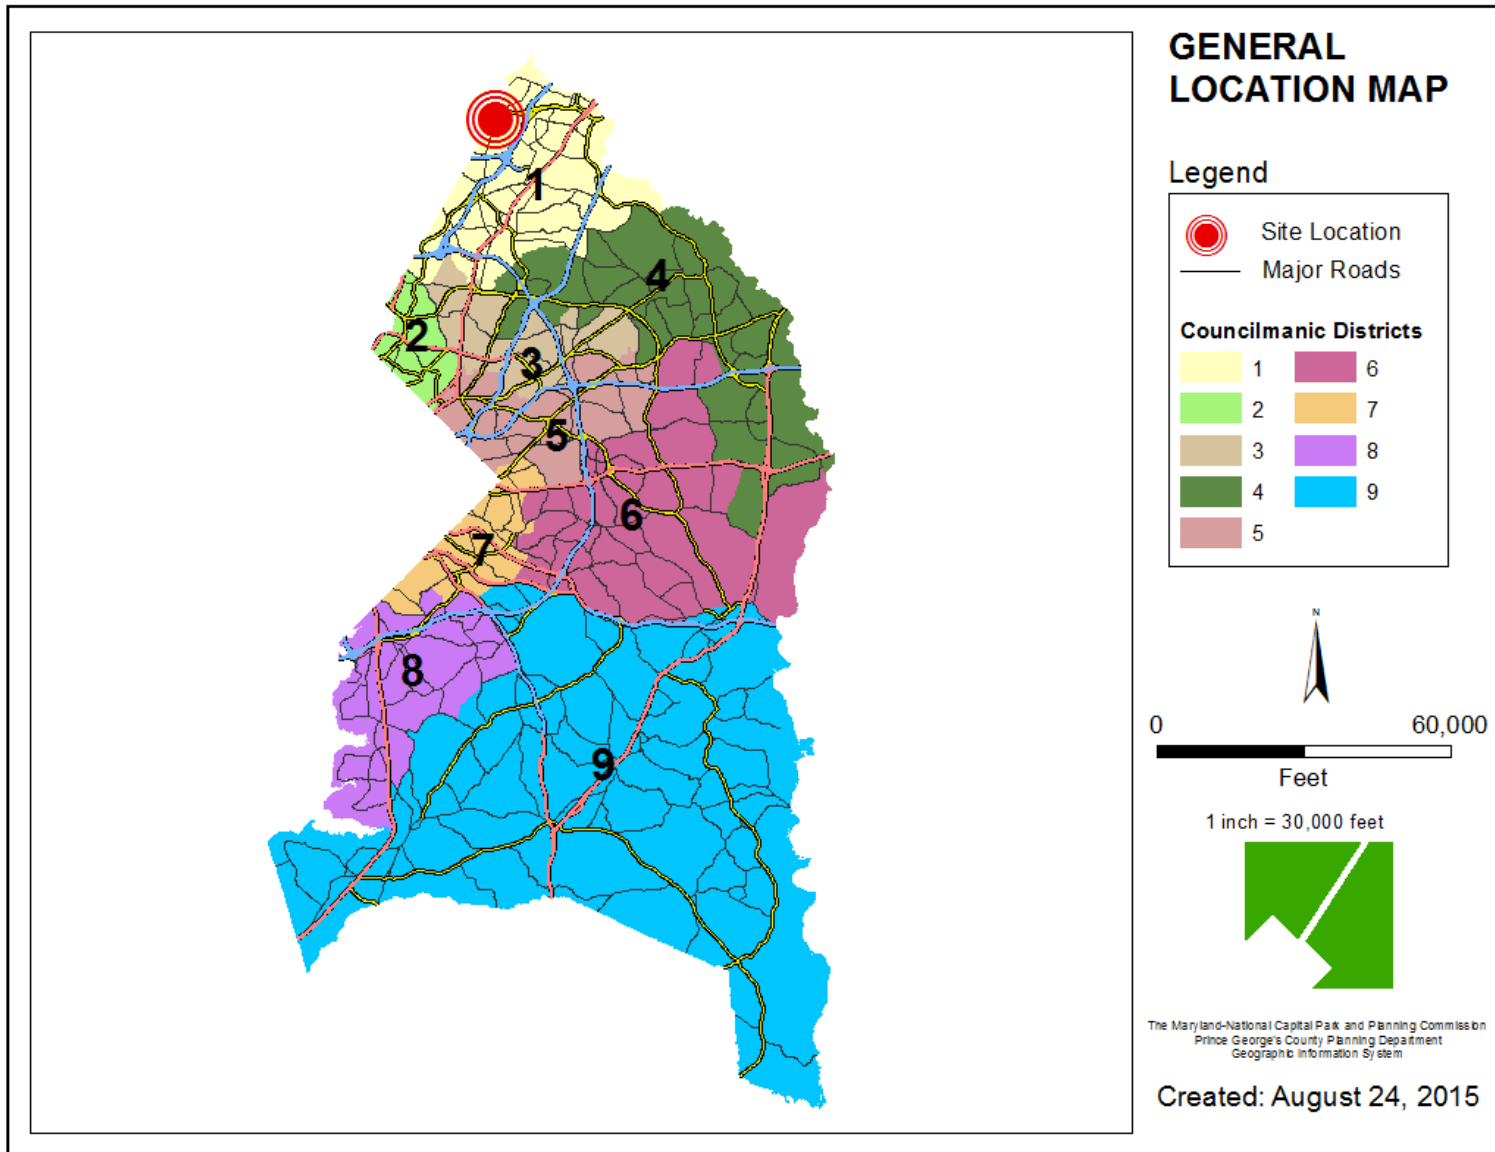 GENERAL
LOCATION MAP
Legend
Site Location
Major Roads
Councilmanic Districts
1
6
2
7
3
8
4
9
5
1
4
2
3
5
6
7
8
9
N
0
60,000
Feet
1 inch = 30,000 feet
The Maryland-National Capital Park and Planning Commission
Prince George's County Planning Department
Geographic Information System
Created: August 24, 2015